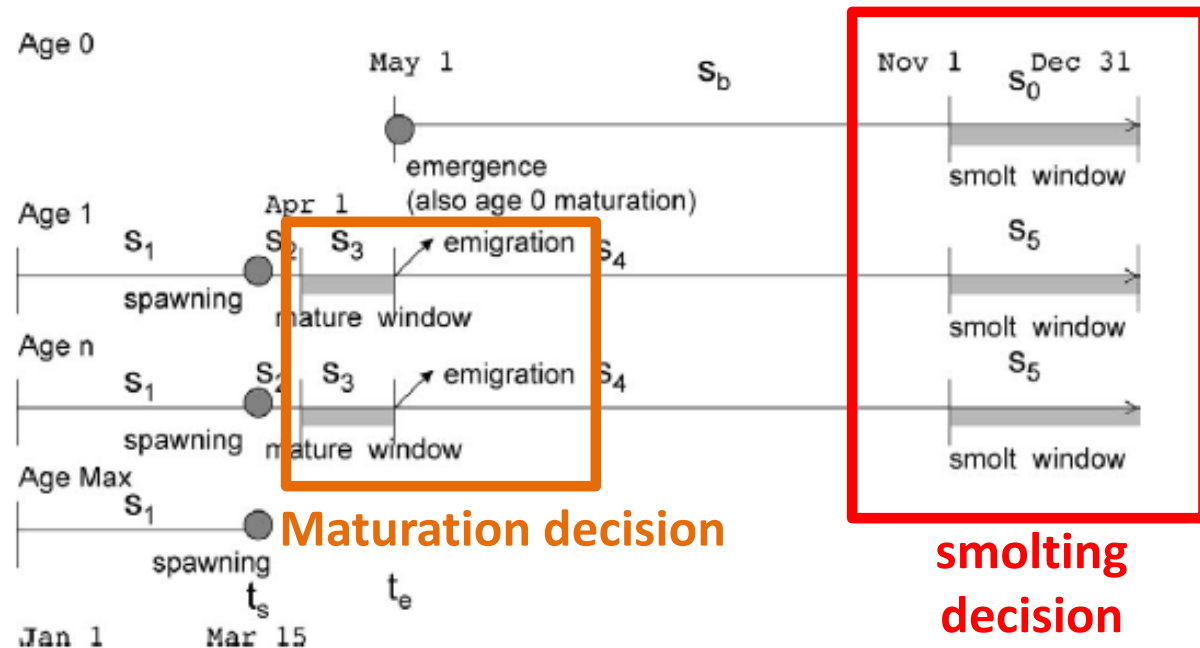 Age 0
May 1
S_b
Nov 1
Dec 31
S_0
emergence
(also age 0 maturation)
smolt window
Age 1
Apr 1
S_1
S_2
S_3
emigration
S_4
S_5
spawning
mature window
smolt window
Age n
S_1
S_2
S_3
emigration
S_4
S_5
spawning
mature window
smolt window
Age Max
S_1
spawning
Maturation decision
smolting
decision
t_s
t_e
Jan 1
Mar 15